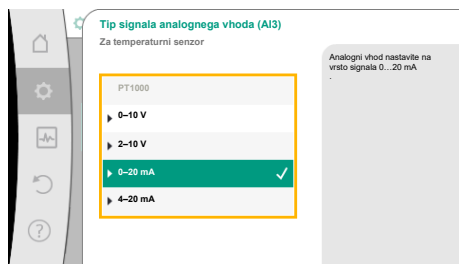 Tip signala analognega vhoda (AI3)
Za temperaturni senzor
PT1000
0–10 V
2–10 V
0–20 mA
4–20 mA
Analogni vhod nastavite na
vrsto signala 0...20 mA
.